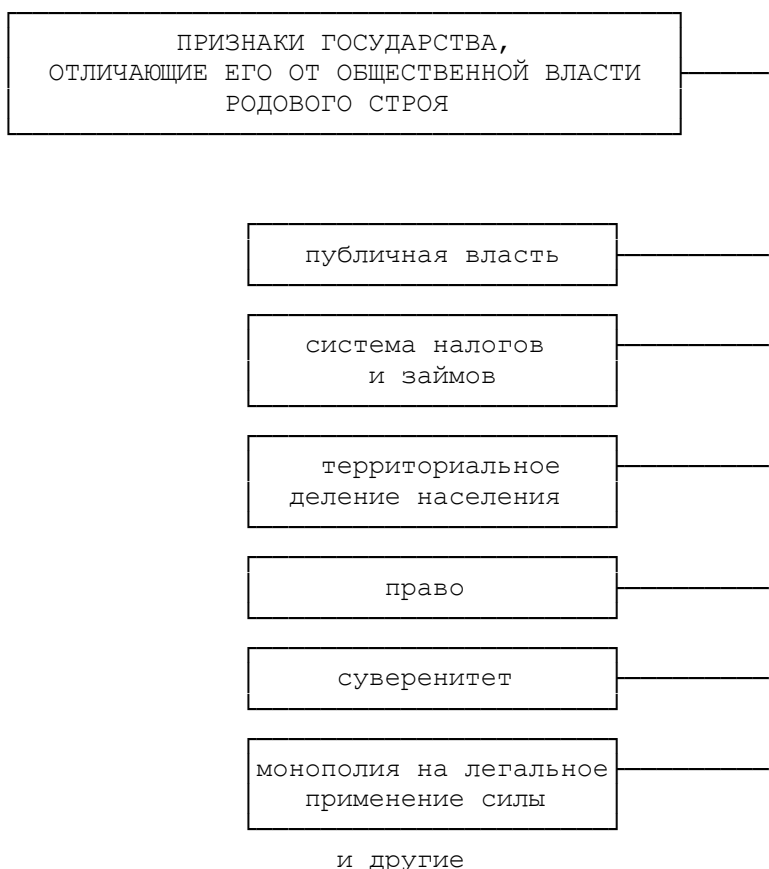 ПРИЗНАКИ ГОСУДАРСТВА,
ОТЛИЧАЮЩИЕ ЕГО ОТ ОБЩЕСТВЕННОЙ ВЛАСТИ
РОДОВОГО СТРОЯ
публичная власть
система налогов
и займов
территориальное
деление населения
право
суверенитет
монополия на легальное
применение силы
и другие